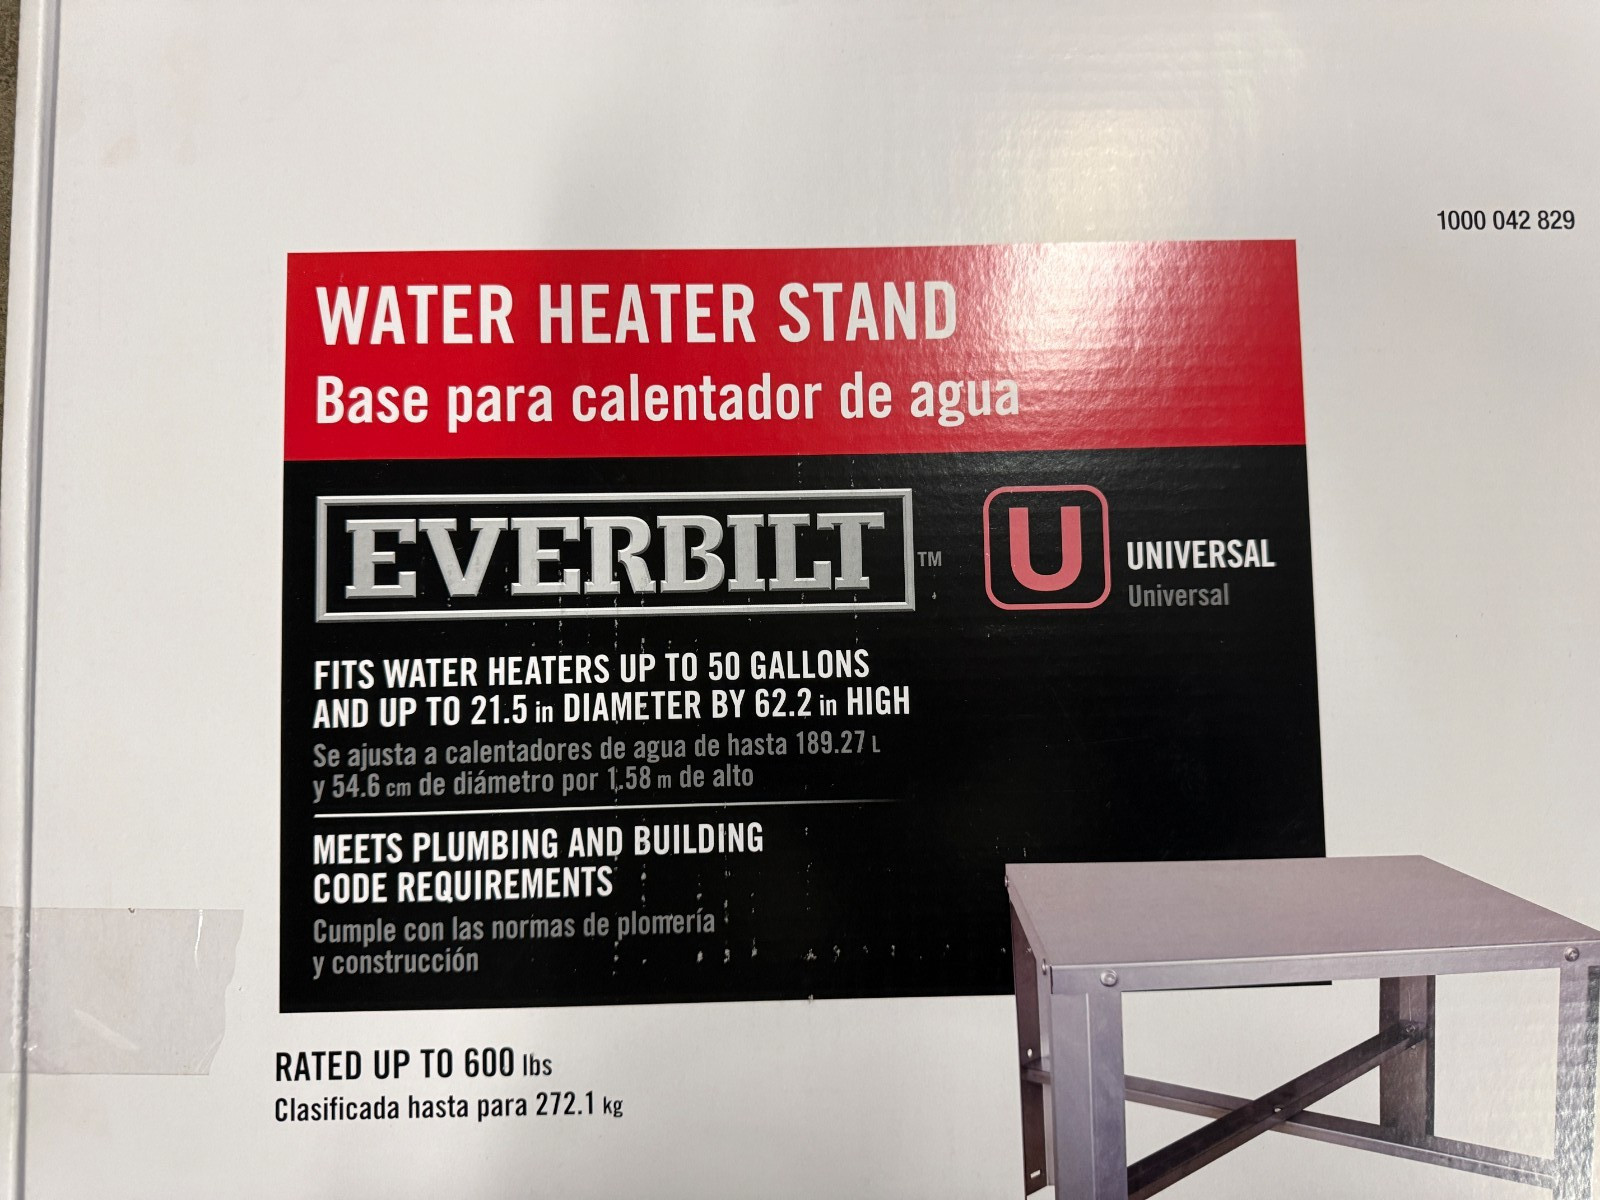 1000 042 829
WATER HEATER STAND
Base para calentador de agua
EVERBILT™
U
UNIVERSAL
Universal
FITS WATER HEATERS UP TO 50 GALLONS
AND UP TO 21.5 in DIAMETER BY 62.2 in HIGH
Se ajusta a calentadores de agua de hasta 189.27 L
y 54.6 cm de diámetro por 1.58 m de alto
MEETS PLUMBING AND BUILDING
CODE REQUIREMENTS
Cumple con las normas de plomería
y construcción
RATED UP TO 600 lbs
Clasificada hasta para 272.1 kg